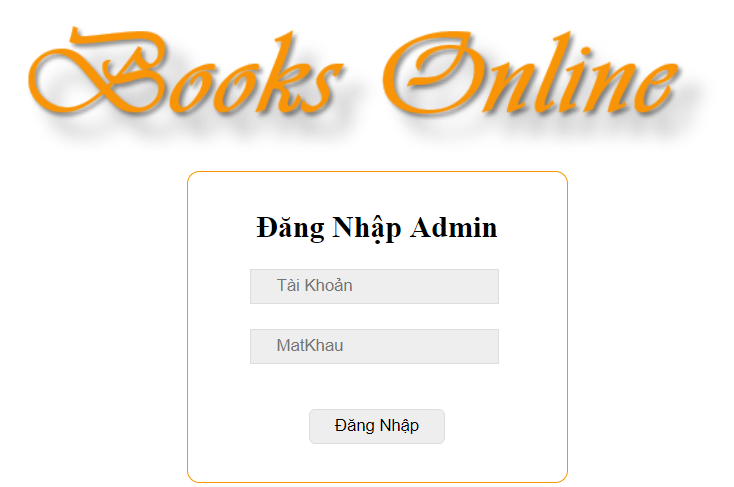 Books Online
Đăng Nhập Admin
Tài Khoản
MatKhau
Đăng Nhập